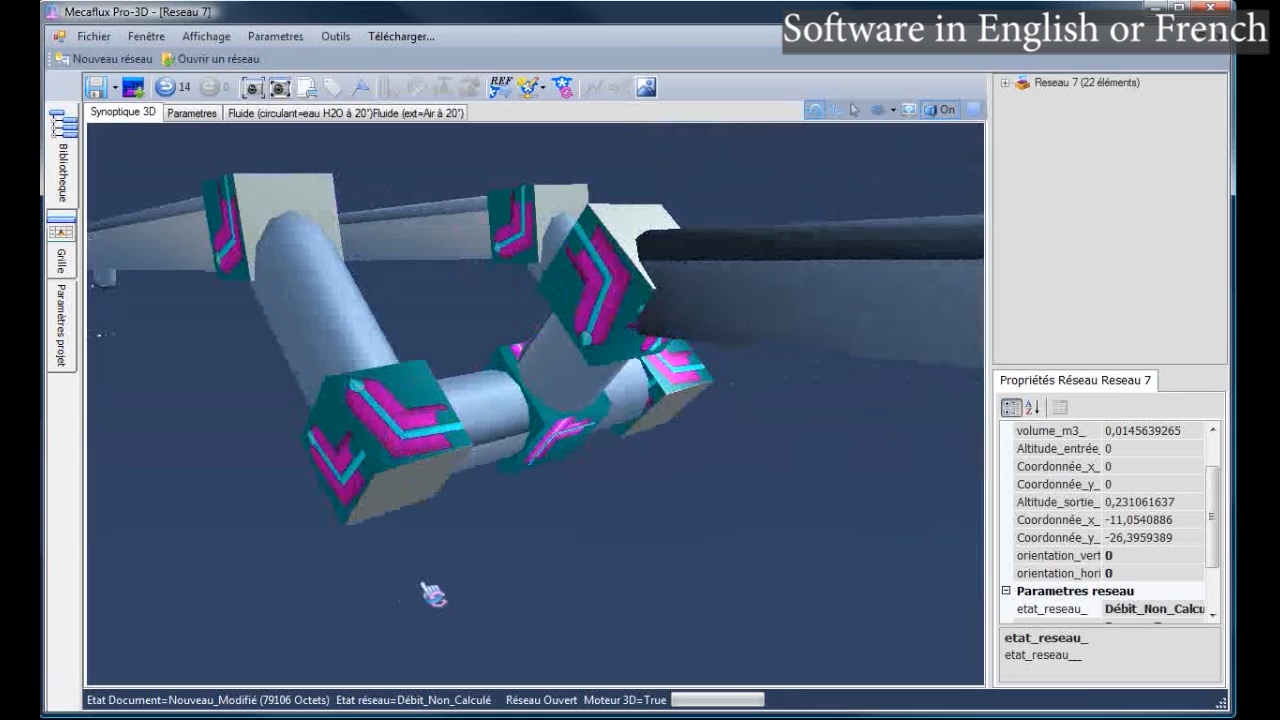 Mecaflux Pro-3D - [Reseau 7]
Software in English or French
Fichier Fenêtre Affichage Parametres Outils Télécharger...
Nouveau réseau Ouvrir un réseau
14 0 REF
Synoptique 3D Parametres Fluide (circulant=eau H2O à 20°)Fluide (ext=Air à 20°) On
Reseau 7 (22 éléments)
Bibliotheque
Grille
Paramètres projet
Propriétés Réseau Reseau 7
volume_m3_ 0,0145639265
Altitude_entrée_ 0
Coordonnée_x_ 0
Coordonnée_y_ 0
Altitude_sortie_ 0,231061637
Coordonnée_x_ -11,0540886
Coordonnée_y_ -26,3959389
orientation_vert 0
orientation_hori 0
Parametres reseau
etat_reseau_ Débit_Non_Calcu
etat_reseau_
etat_reseau__
Etat Document=Nouveau_Modifié (79106 Octets) Etat réseau=Débit_Non_Calculé Réseau Ouvert Moteur 3D=True